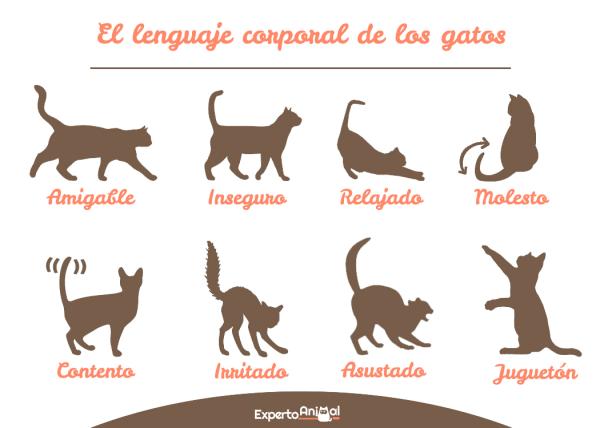 El lenguaje corporal de los gatos
Amigable
Inseguro
Relajado
Molesto
Contento
Irritado
Asustado
Juguetón
ExpertoAnimal